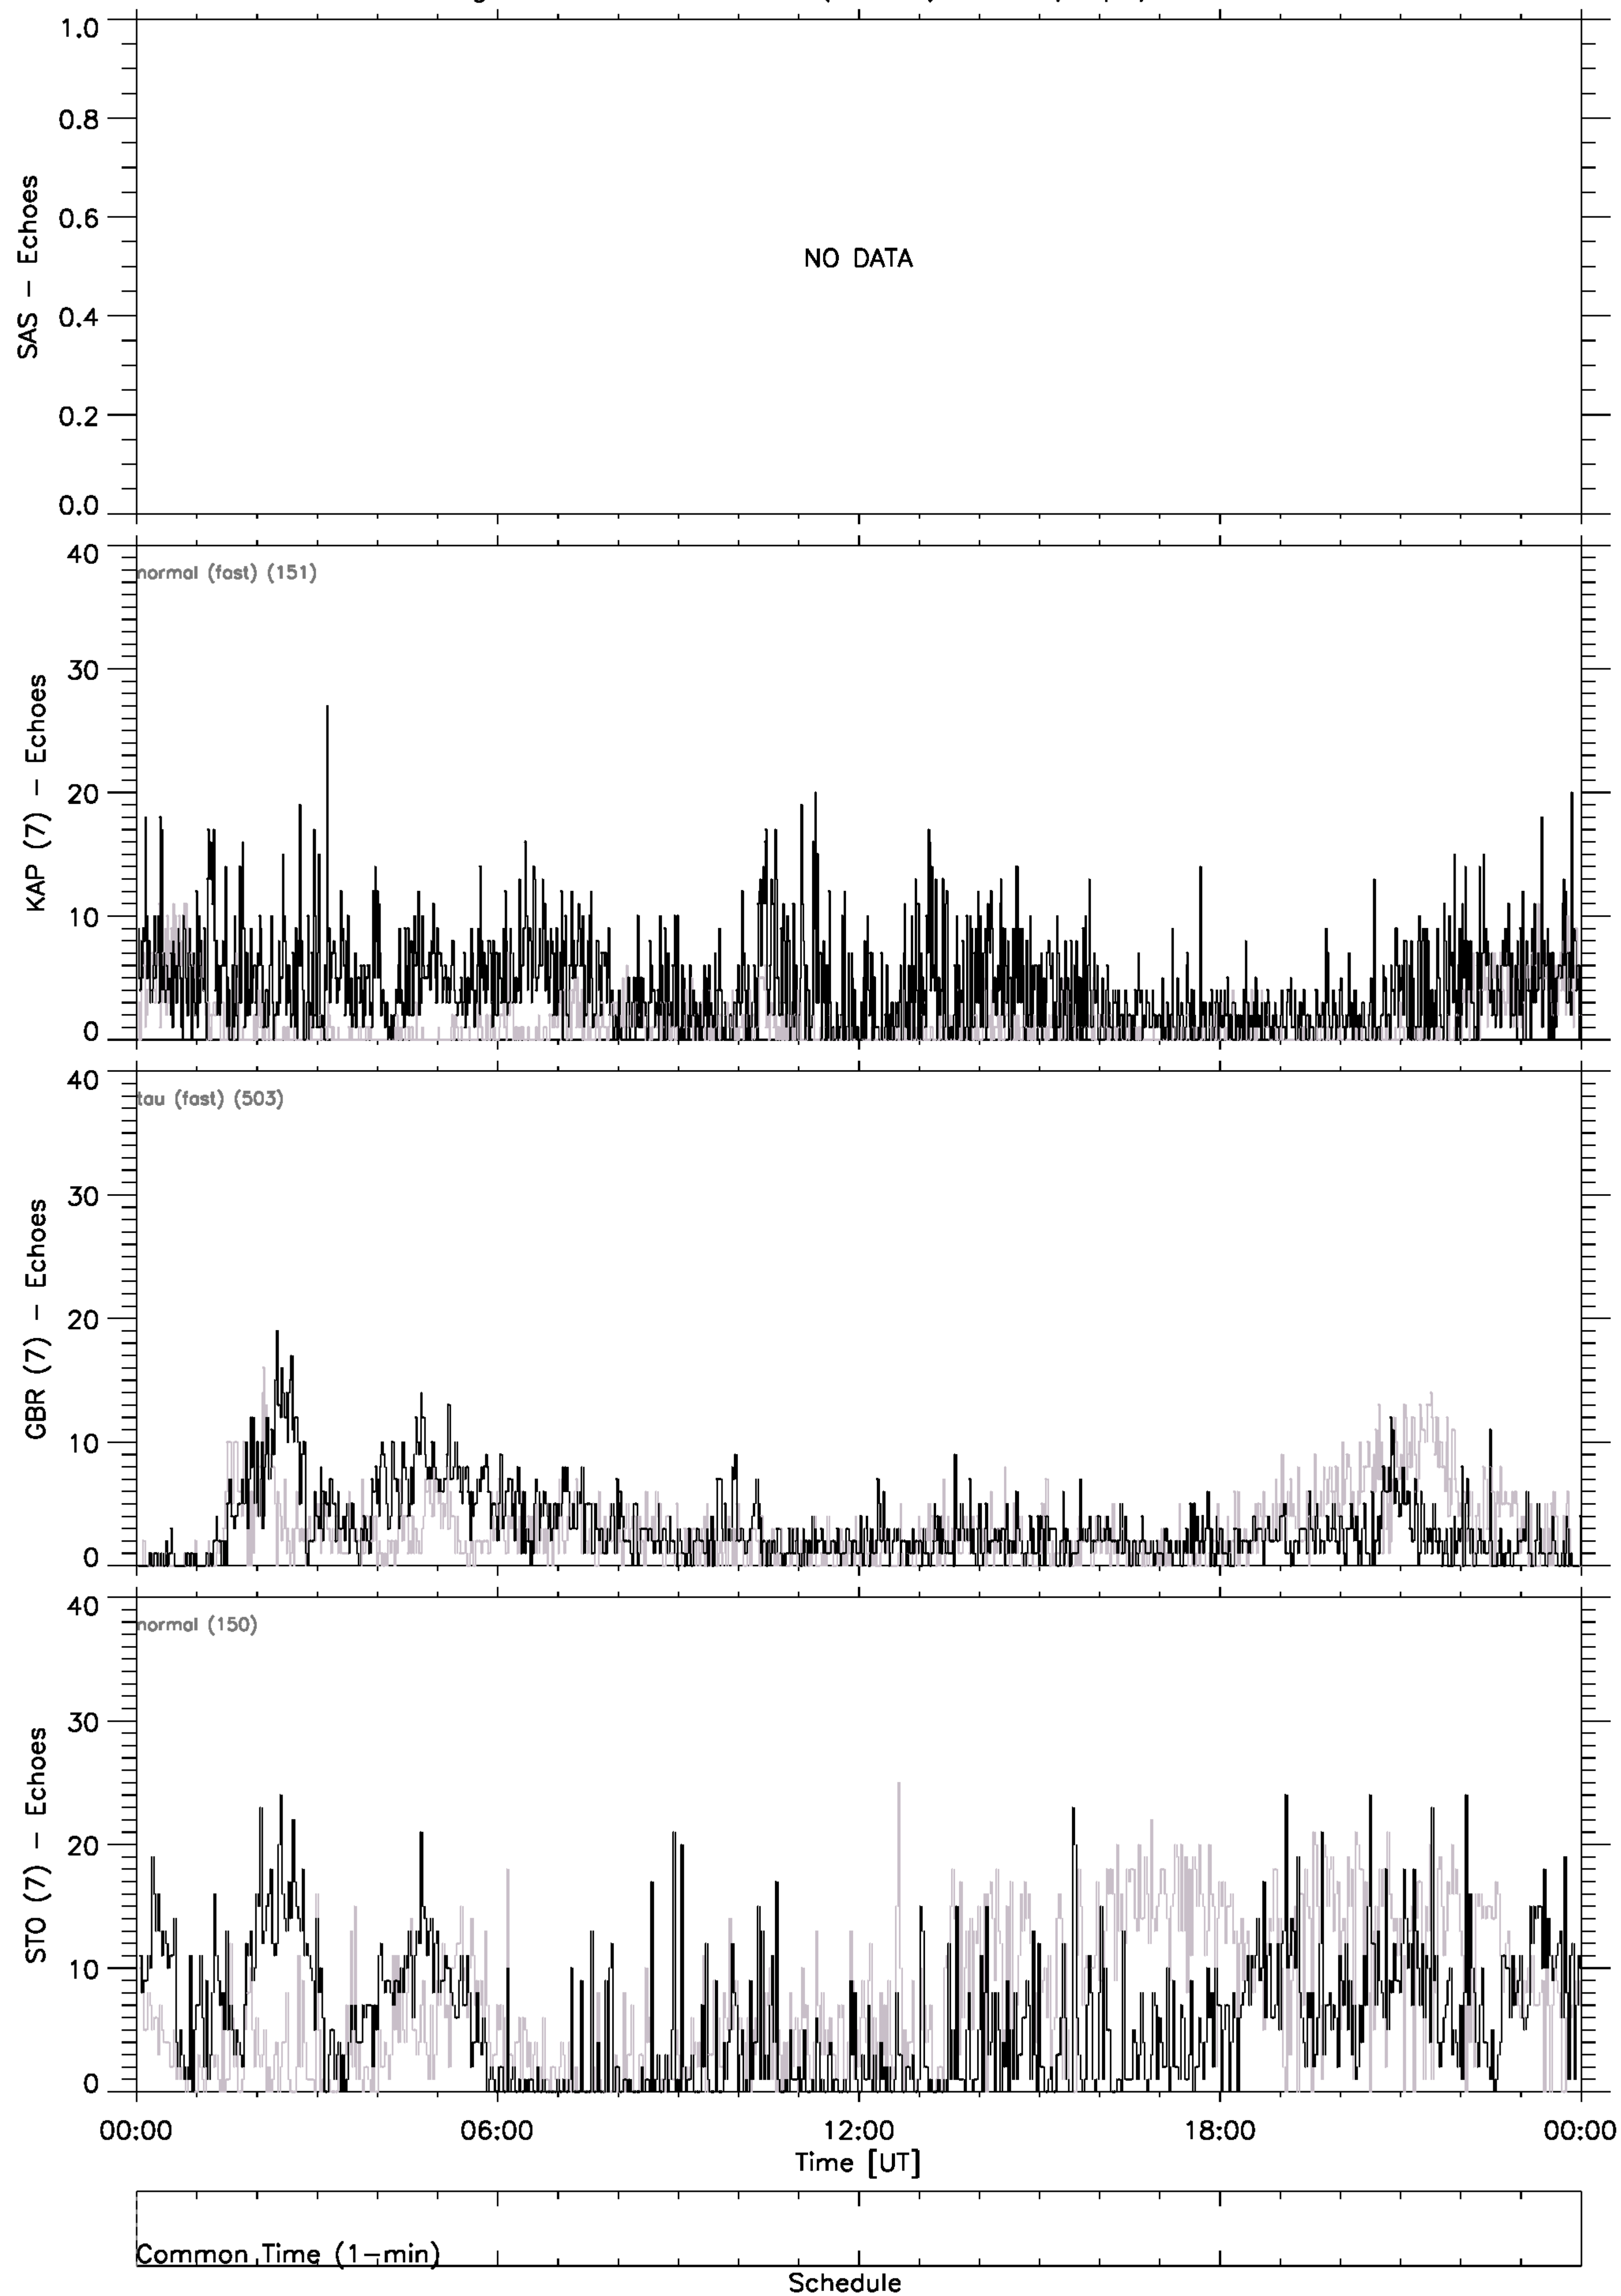 1.0
0.8
0.6
0.4
0.2
0.0
SAS - Echoes
NO DATA
40
30
20
10
0
KAP (7) - Echoes
normal (fast) (151)
40
30
20
10
0
GBR (7) - Echoes
tau (fast) (503)
40
30
20
10
0
STO (7) - Echoes
normal (150)
00:00 06:00 12:00 18:00 00:00
Time [UT]
Common Time (1-min)
Schedule